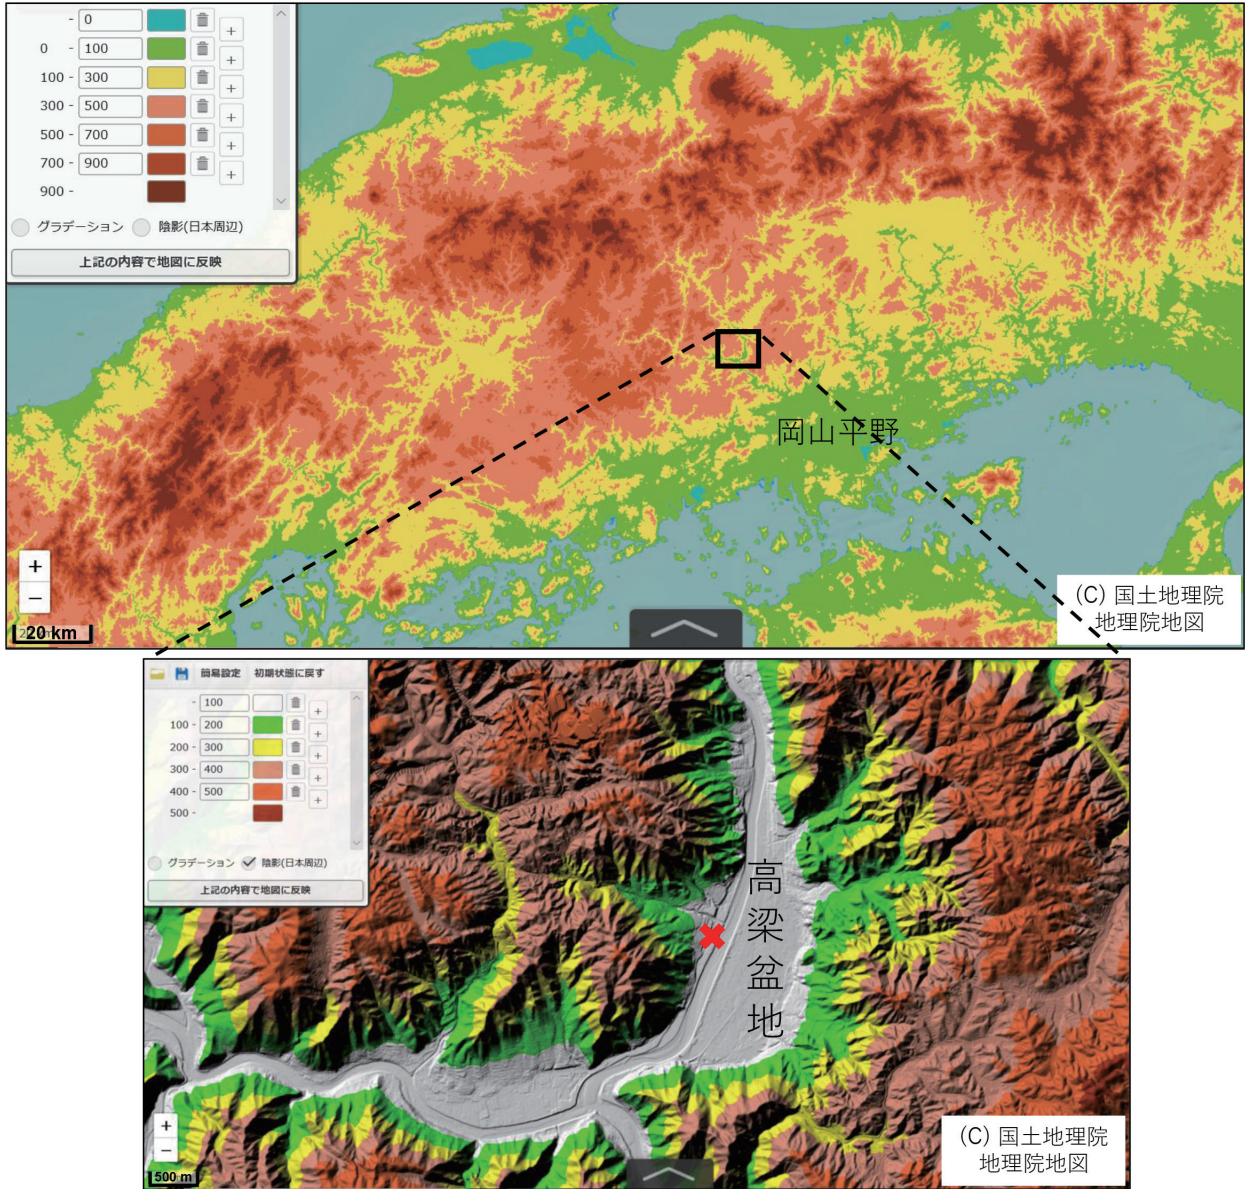 - 0
0 - 100
100 - 300
300 - 500
500 - 700
700 - 900
900 -
グラデーション 陰影(日本周辺)
上記の内容で地図に反映
岡山平野
+
−
20 km
(C) 国土地理院
地理院地図
簡易設定 初期状態に戻す
- 100
100 - 200
200 - 300
300 - 400
400 - 500
500 -
グラデーション 陰影(日本周辺)
上記の内容で地図に反映
高梁盆地
+
−
500 m
(C) 国土地理院
地理院地図